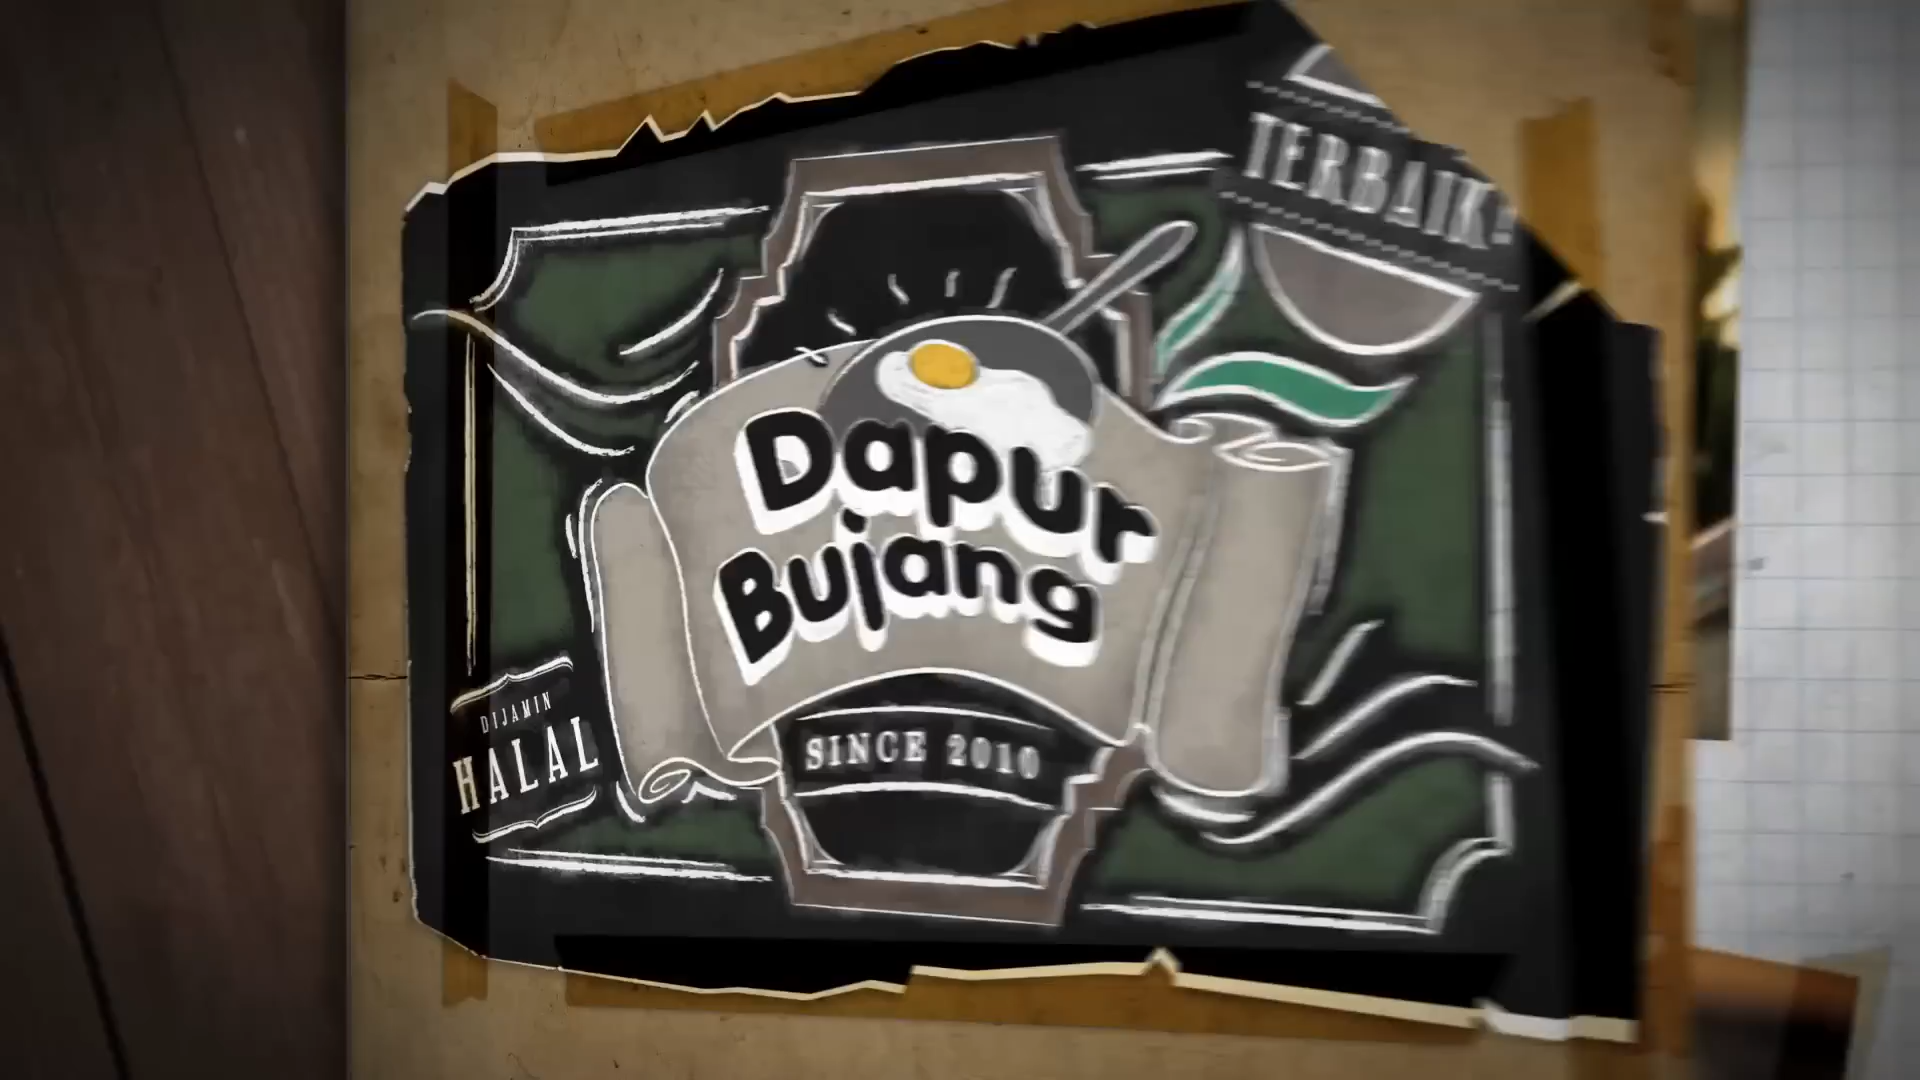 TERBAIK!
Dapur
Bujang
SINCE 2010
DIJAMIN
HALAL